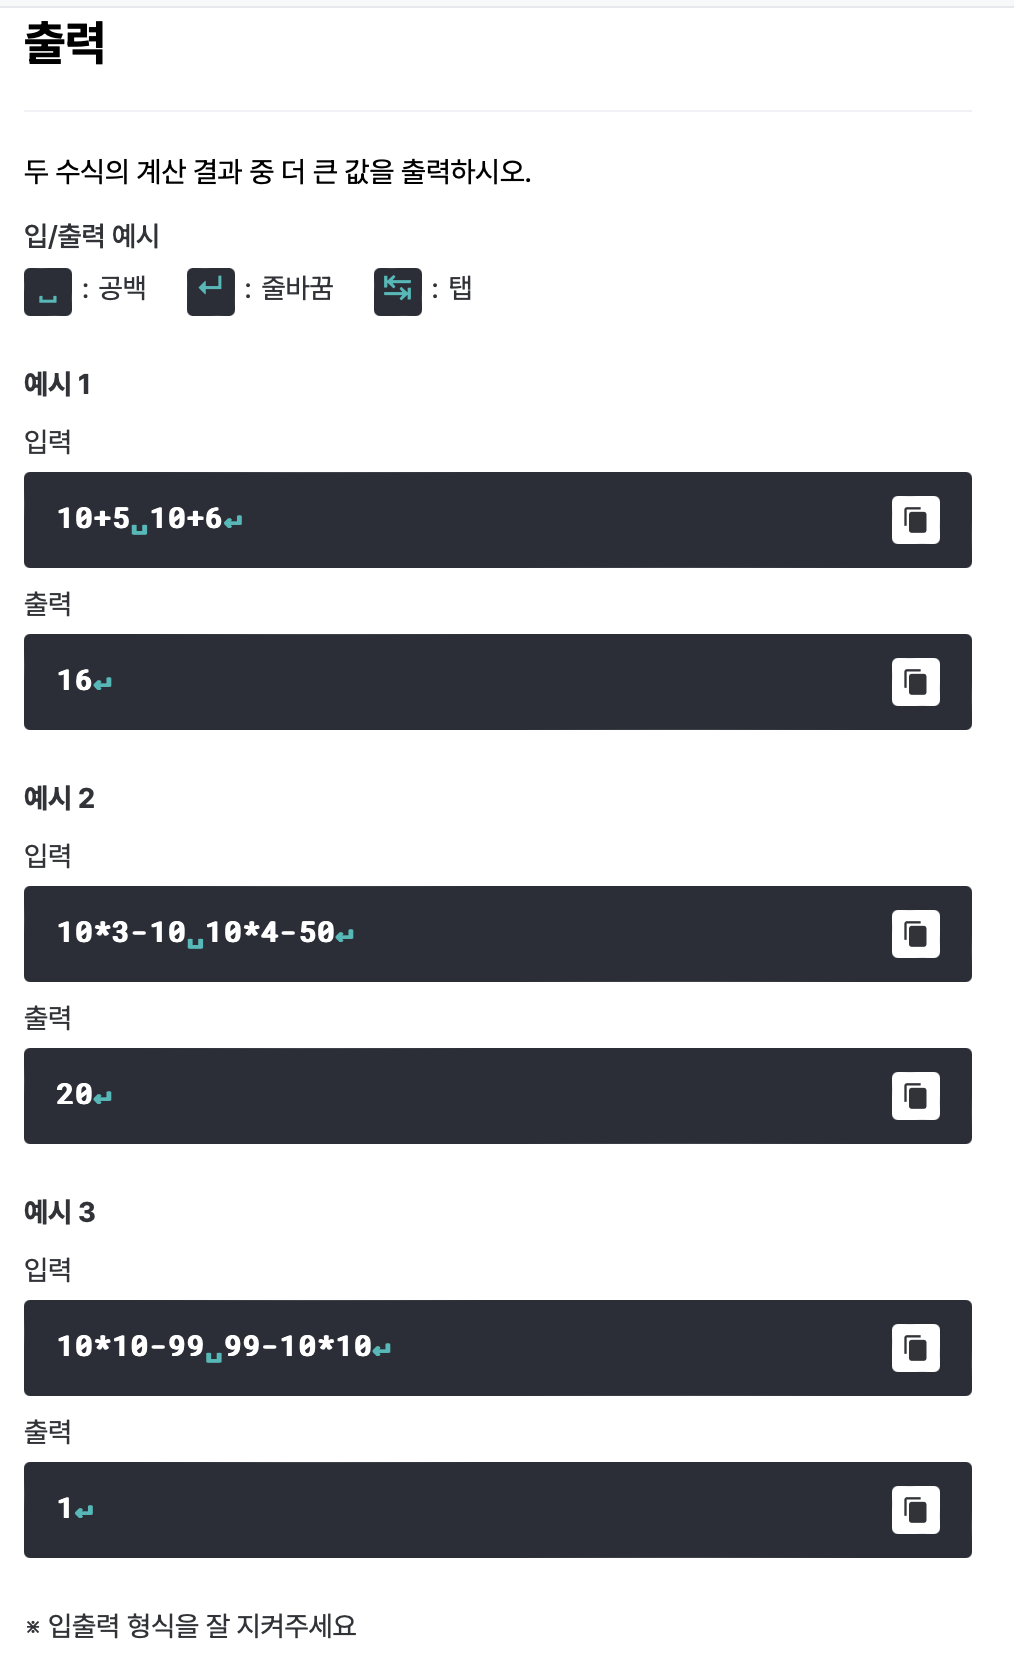 출력
두 수식의 계산 결과 중 더 큰 값을 출력하시오.
입/출력 예시
␣ : 공백 ↵ : 줄바꿈 ↹ : 탭
예시 1
입력
10+5␣10+6↵
출력
16↵
예시 2
입력
10*3-10␣10*4-50↵
출력
20↵
예시 3
입력
10*10-99␣99-10*10↵
출력
1↵
※ 입출력 형식을 잘 지켜주세요